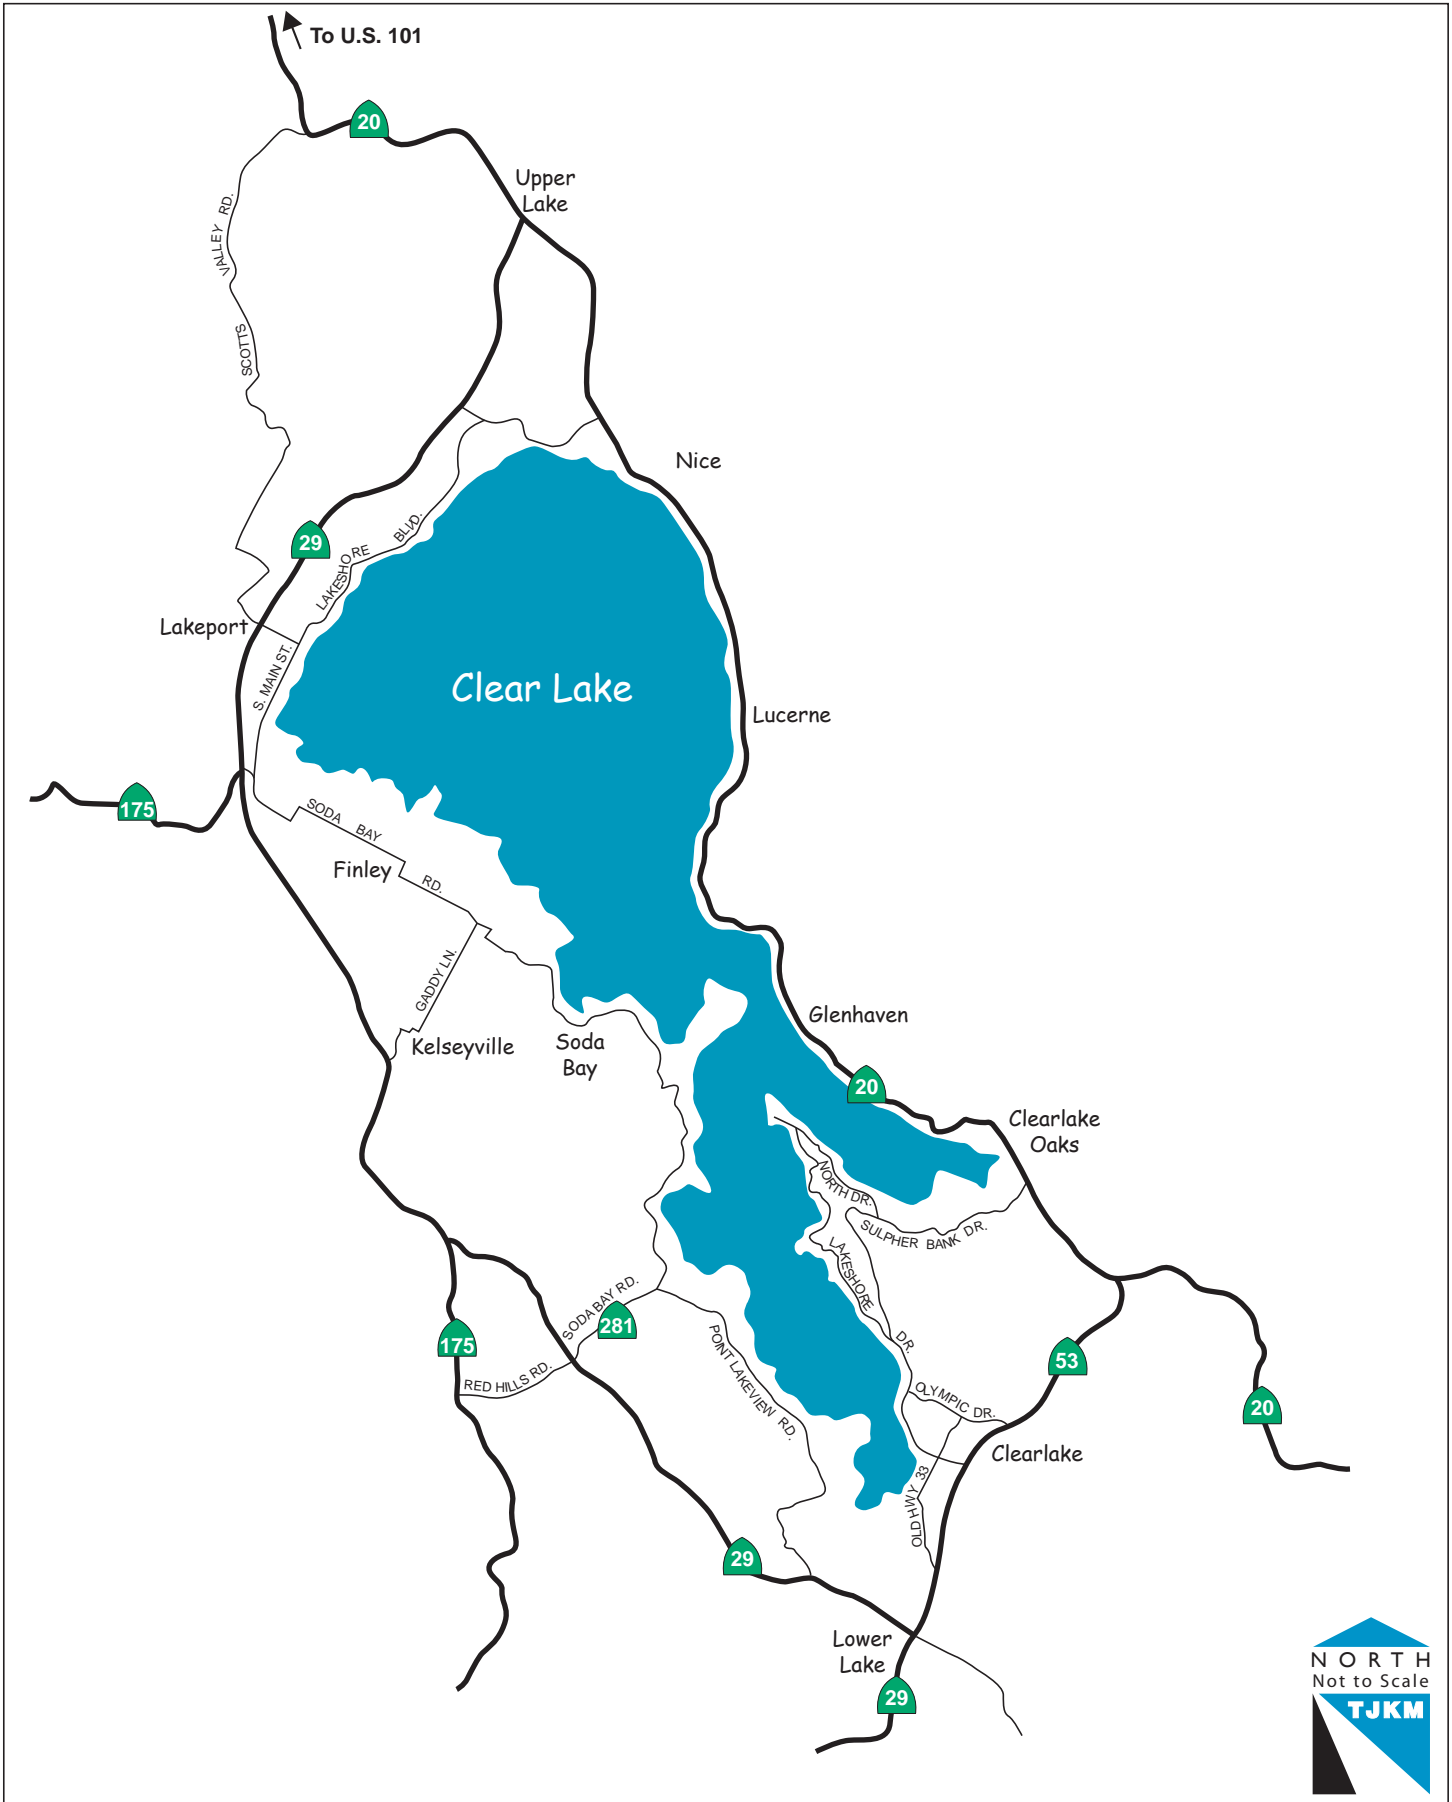 To U.S. 101
20
Upper
Lake
VALLEY RD.
SCOTTS
Nice
29
LAKESHORE BLVD.
Lakeport
S. MAIN ST.
Clear Lake
Lucerne
175
SODA BAY
Finley
RD.
GADDY LN.
Glenhaven
Kelseyville
Soda
Bay
20
Clearlake
Oaks
NORTH DR.
SULPHER BANK DR.
LAKESHORE
DR.
SODA BAY RD.
281
175
POINT LAKEVIEW RD.
53
RED HILLS RD.
OLYMPIC DR.
20
Clearlake
OLD HWY 33
29
Lower
Lake
29
NORTH
Not to Scale
TJKM